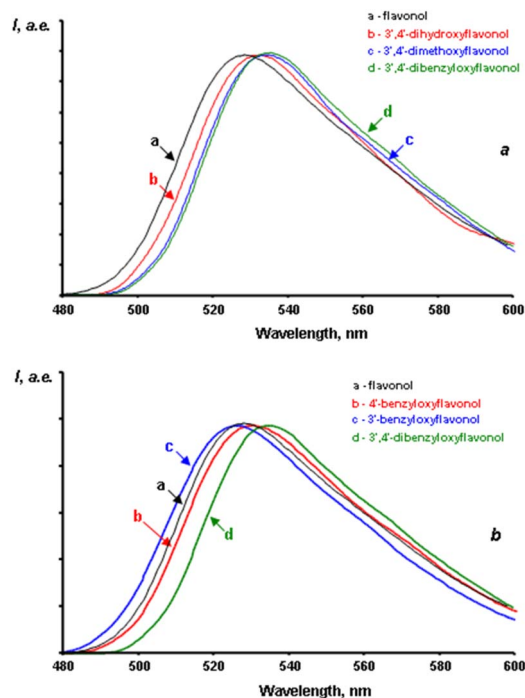 I, a.e.
a - flavonol
b - 3',4'-dihydroxyflavonol
c - 3',4'-dimethoxyflavonol
d - 3',4'-dibenzyloxyflavonol
d
a
c
a
b
480 500 520 540 560 580 600
Wavelength, nm
I, a.e.
a - flavonol
b - 4'-benzyloxyflavonol
c - 3'-benzyloxyflavonol
d - 3',4'-dibenzyloxyflavonol
c
a
b
d
b
480 500 520 540 560 580 600
Wavelength, nm